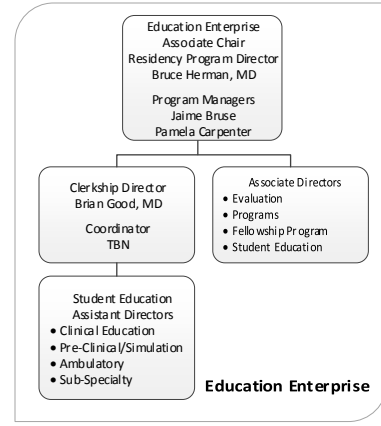 Education Enterprise
Associate Chair
Residency Program Director
Bruce Herman, MD
Program Managers
Jaime Bruse
Pamela Carpenter
Clerkship Director
Brian Good, MD
Coordinator
TBN
Associate Directors
• Evaluation
• Programs
• Fellowship Program
• Student Education
Student Education
Assistant Directors
• Clinical Education
• Pre-Clinical/Simulation
• Ambulatory
• Sub-Specialty
Education Enterprise